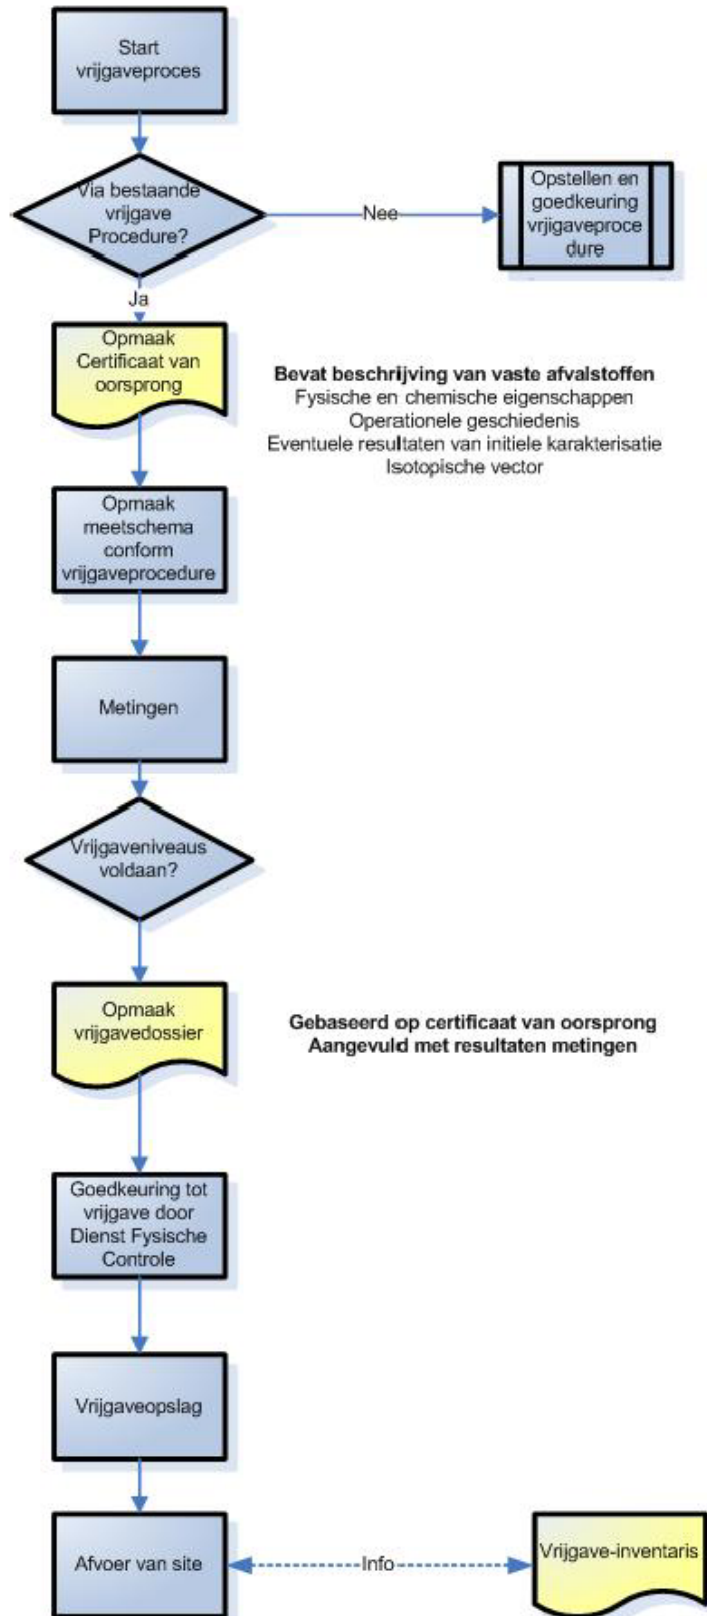 Start
vrijgaveproces
Via bestaande
vrijgave
Procedure?
Nee
Opstellen en
goedkeuring
vrjigaveproce
dure
Ja
Opmaak
Certificaat van
oorsprong
Bevat beschrijving van vaste afvalstoffen
Fysische en chemische eigenschappen
Operationele geschiedenis
Eventuele resultaten van initiele karakterisatie
Isotopische vector
Opmaak
meetschema
conform
vrijgaveprocedure
Metingen
Vrijgaveniveaus
voldaan?
Opmaak
vrijgavedossier
Gebaseerd op certificaat van oorsprong
Aangevuld met resultaten metingen
Goedkeuring tot
vrijgave door
Dienst Fysische
Controle
Vrijgaveopslag
Afvoer van site
Info
Vrijgave-inventaris